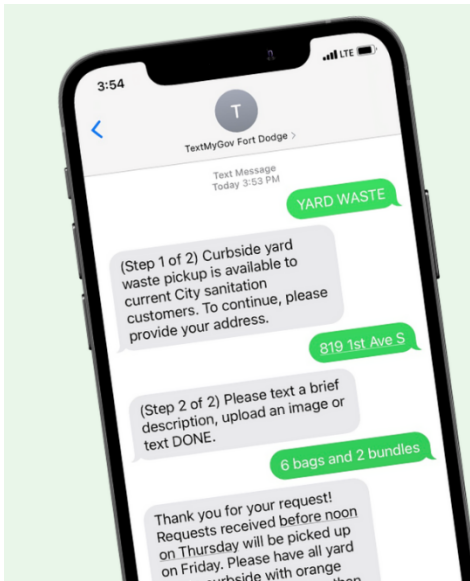 3:54
LTE
T
TextMyGov Fort Dodge >
Text Message
Today 3:53 PM
YARD WASTE
(Step 1 of 2) Curbside yard
waste pickup is available to
current City sanitation
customers. To continue, please
provide your address.
819 1st Ave S
(Step 2 of 2) Please text a brief
description, upload an image or
text DONE.
6 bags and 2 bundles
Thank you for your request!
Requests received before noon
on Thursday will be picked up
on Friday. Please have all yard
curbside with orange